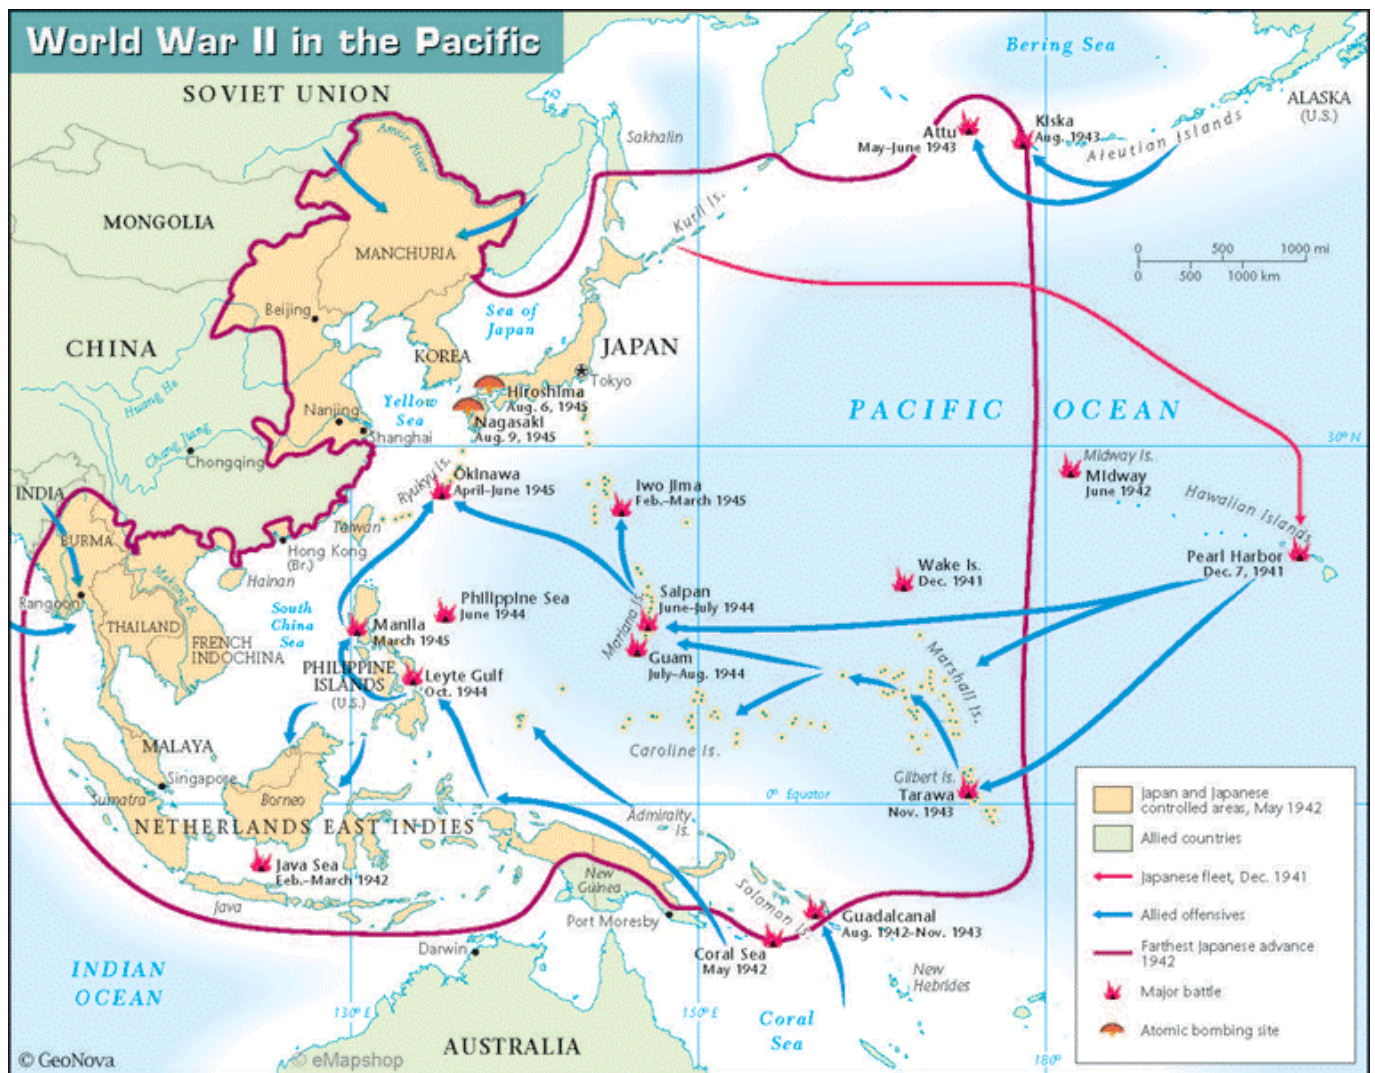 World War II in the Pacific
Bering Sea
SOVIET UNION
ALASKA
(U.S.)
Amur River
Sakhalin
Attu
May–June 1943
Kiska
Aug. 1943
Aleutian Islands
MONGOLIA
Kuril Is.
MANCHURIA
0 500 1000 mi
0 500 1000 km
Beijing
Sea of
Japan
CHINA
KOREA
JAPAN
Tokyo
Huang He
Yellow
Sea
Hiroshima
Aug. 6, 1945
Nagasaki
Aug. 9, 1945
PACIFIC OCEAN
Nanjing
Shanghai
30° N
Chang Jiang
Chongqing
Midway Is.
Midway
June 1942
INDIA
Ryukyu Is.
Okinawa
April–June 1945
Iwo Jima
Feb.–March 1945
Hawaiian Islands
Taiwan
BURMA
Hong Kong
(Br.)
Pearl Harbor
Dec. 7, 1941
Wake Is.
Dec. 1941
Hainan
Mekong R.
Rangoon
South
China
Sea
Philippine Sea
June 1944
Saipan
June–July 1944
Mariana Is.
THAILAND
Manila
March 1945
FRENCH
INDOCHINA
Guam
July–Aug. 1944
Marshall Is.
PHILIPPINE
ISLANDS
(U.S.)
Leyte Gulf
Oct. 1944
MALAYA
Caroline Is.
Singapore
Gilbert Is.
Tarawa
Nov. 1943
Sumatra
Borneo
0° Equator
Admiralty
Is.
NETHERLANDS EAST INDIES
Java Sea
Feb.–March 1942
New
Guinea
Solomon Is.
Java
Port Moresby
Guadalcanal
Aug. 1942–Nov. 1943
Darwin
Coral Sea
May 1942
INDIAN
OCEAN
New
Hebrides
130° E
150° E
Coral
Sea
180°
AUSTRALIA
© GeoNova
© eMapshop
Japan and Japanese
controlled areas, May 1942
Allied countries
Japanese fleet, Dec. 1941
Allied offensives
Farthest Japanese advance
1942
Major battle
Atomic bombing site